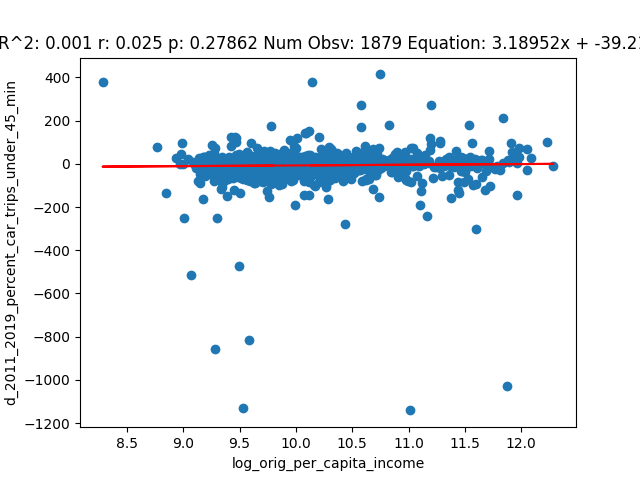 R^2: 0.001 r: 0.025 p: 0.27862 Num Obsv: 1879 Equation: 3.18952x + -39.21
d_2011_2019_percent_car_trips_under_45_min
400
200
0
−200
−400
−600
−800
−1000
−1200
8.5 9.0 9.5 10.0 10.5 11.0 11.5 12.0
log_orig_per_capita_income